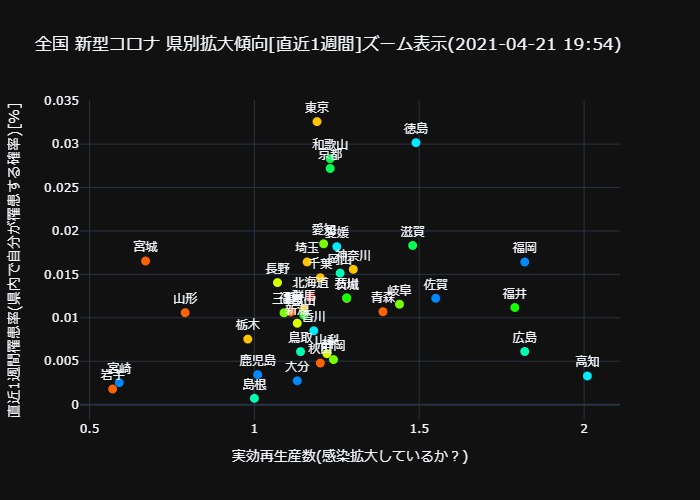 全国 新型コロナ 県別拡大傾向[直近1週間]ズーム表示(2021-04-21 19:54)
直近1週間罹患率(県内で自分が罹患する確率)[%]
0.035
東京
0.03
徳島
和歌山
京都
0.025
0.02
愛知
愛媛
滋賀
宮城
埼玉
神奈川
福岡
0.015
千葉
長野
北海道
山形
群馬
青森
岐阜
佐賀
福井
0.01
香川
栃木
鳥取
山梨
広島
0.005
宮崎
岩手
鹿児島
大分
高知
島根
0
0.5
1
1.5
2
実効再生産数(感染拡大しているか？)